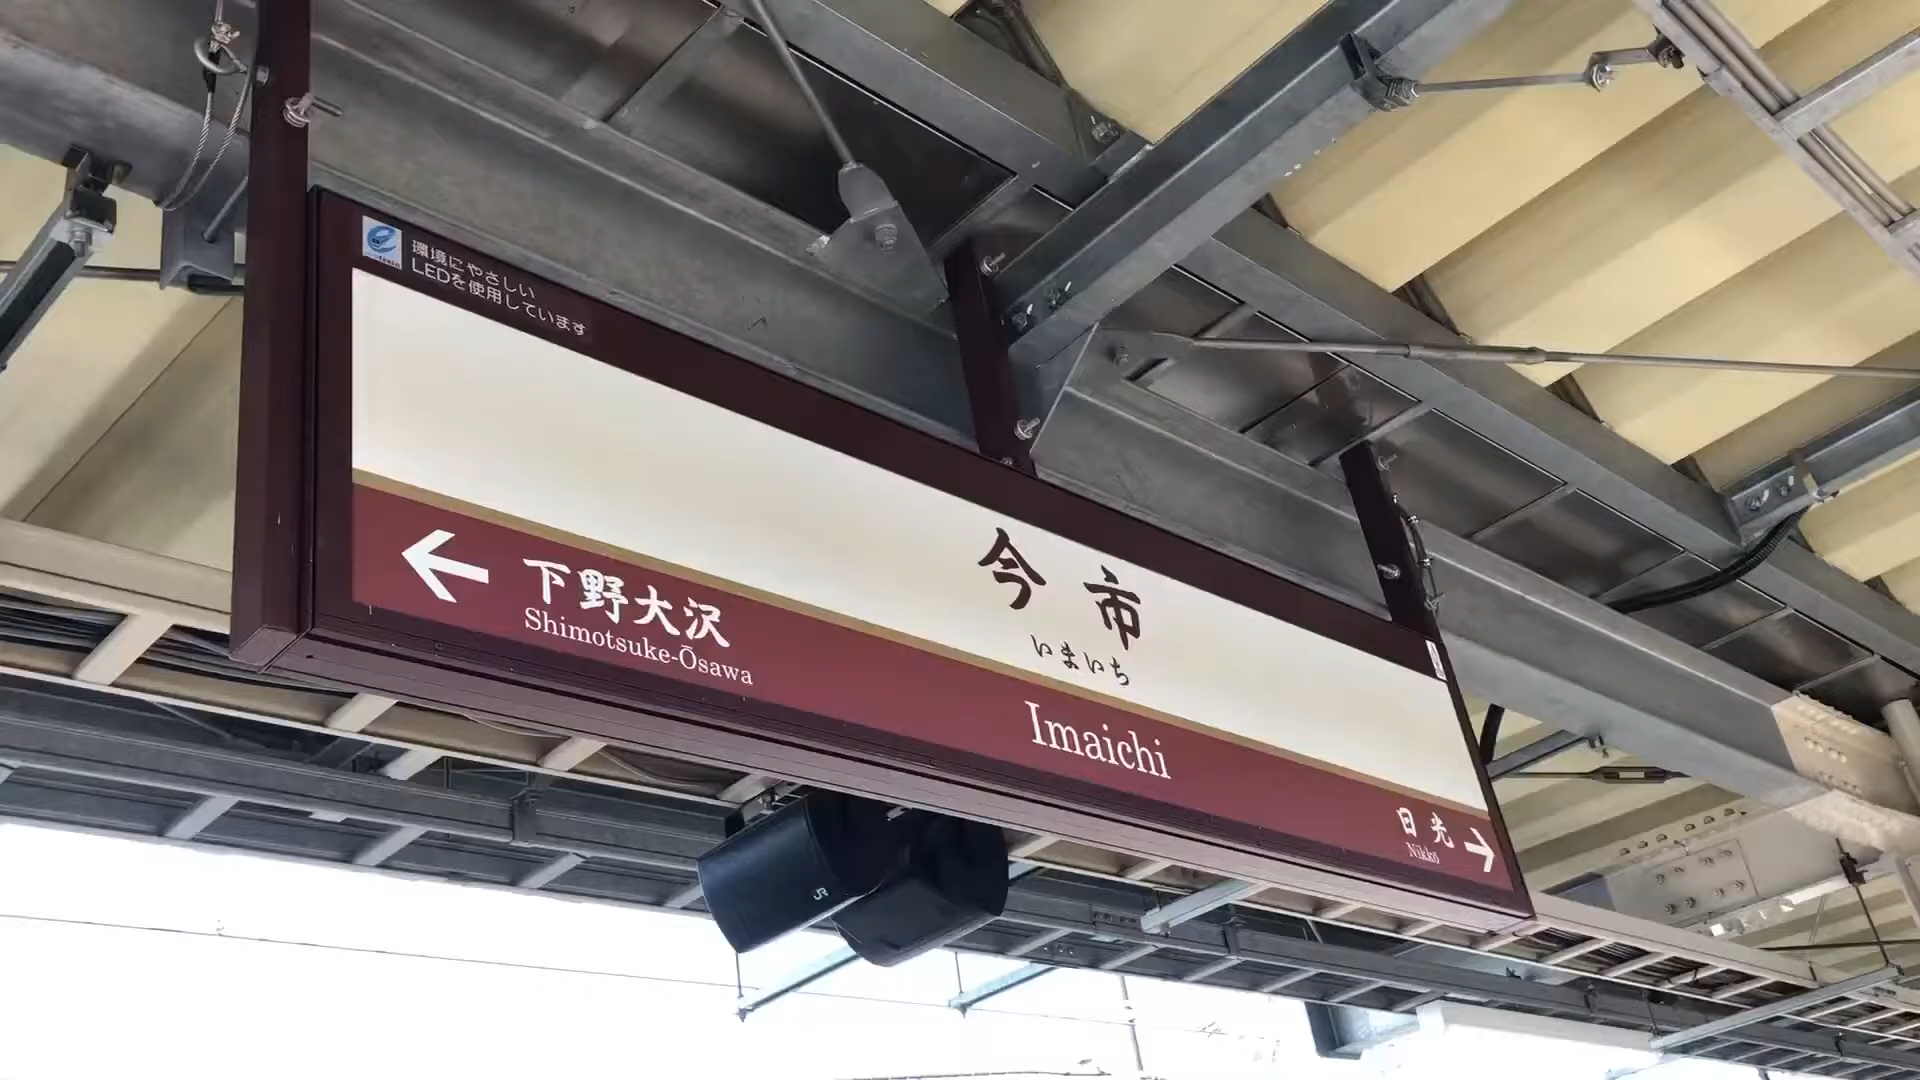 環境にやさしい
LEDを使用しています
今市
いまいち
Imaichi
← 下野大沢
Shimotsuke-Ōsawa
日光 →
Nikko
JR